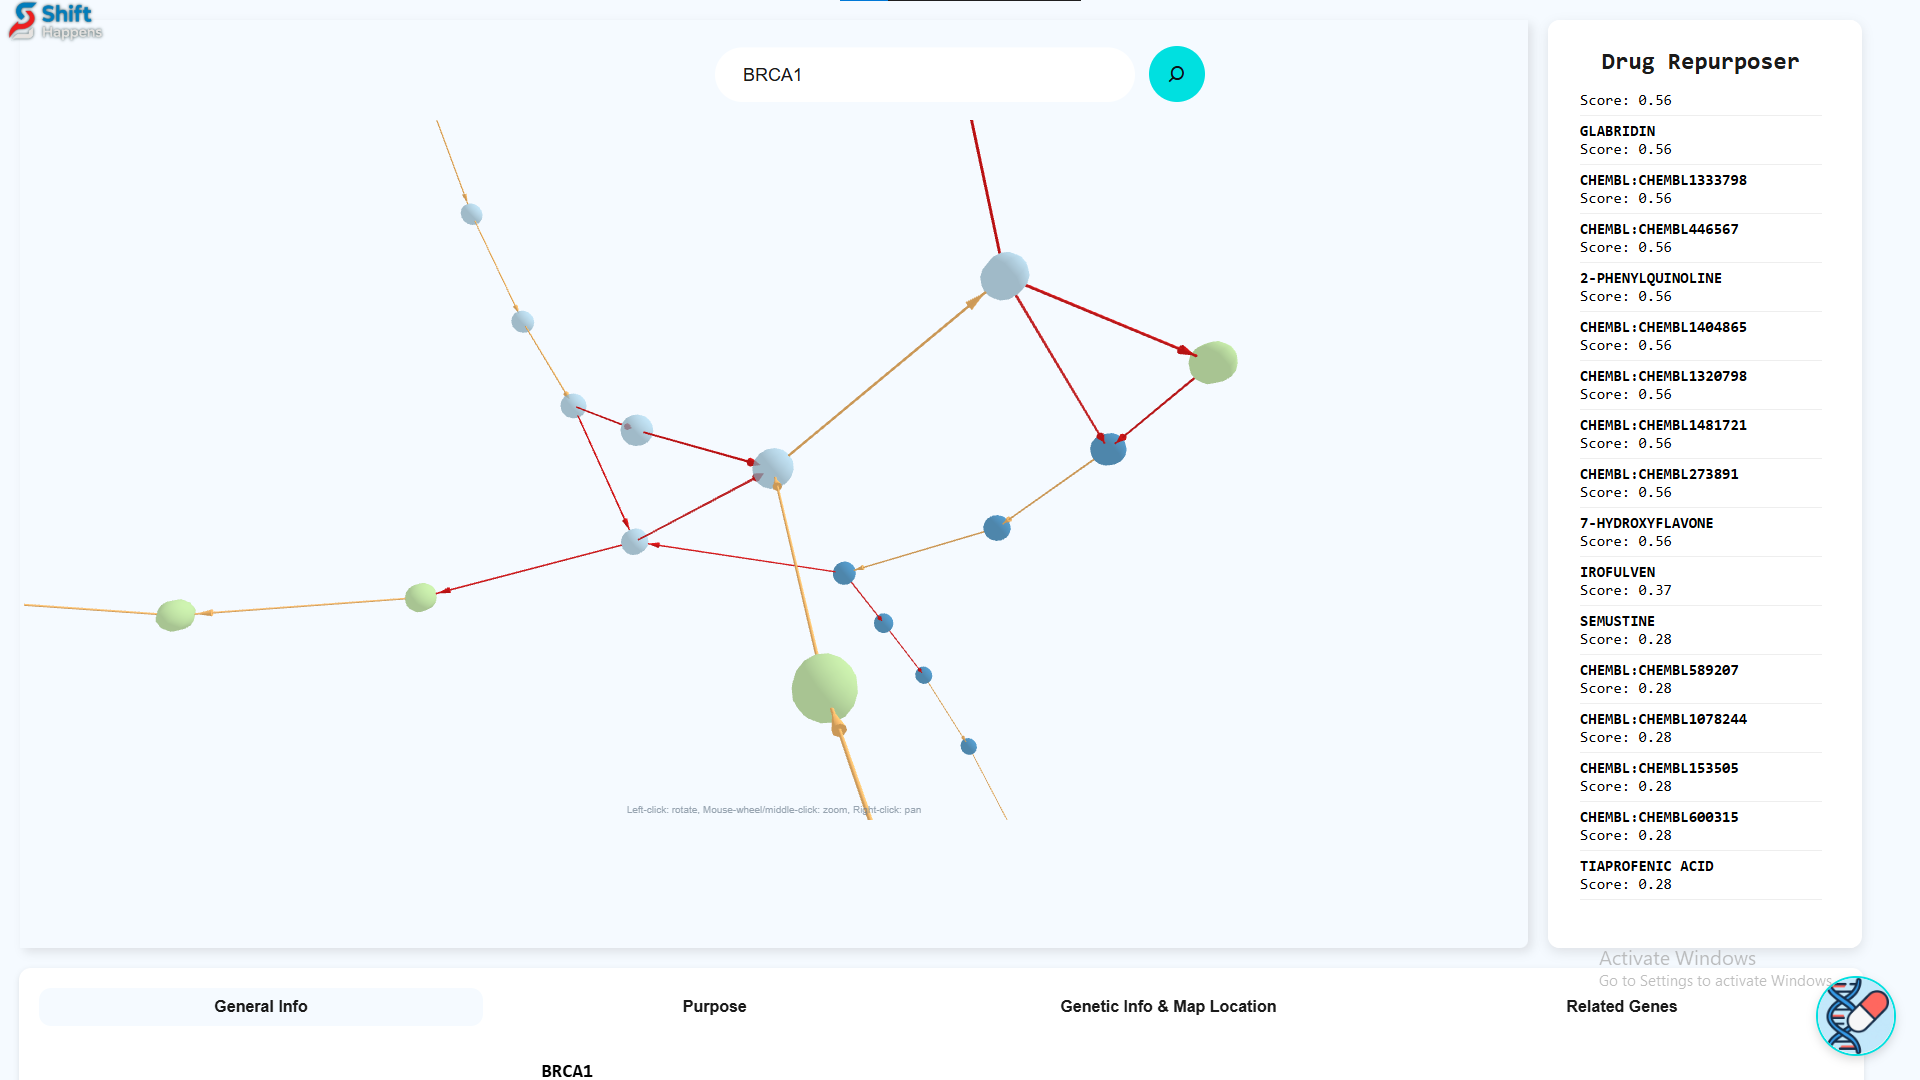 Shift
Happens
BRCA1
Left-click: rotate, Mouse-wheel/middle-click: zoom, Right-click: pan
Drug Repurposer
Score: 0.56
GLABRIDIN
Score: 0.56
CHEMBL:CHEMBL1333798
Score: 0.56
CHEMBL:CHEMBL446567
Score: 0.56
2-PHENYLQUINOLINE
Score: 0.56
CHEMBL:CHEMBL1404865
Score: 0.56
CHEMBL:CHEMBL1320798
Score: 0.56
CHEMBL:CHEMBL1481721
Score: 0.56
CHEMBL:CHEMBL273891
Score: 0.56
7-HYDROXYFLAVONE
Score: 0.56
IROFULVEN
Score: 0.37
SEMUSTINE
Score: 0.28
CHEMBL:CHEMBL589207
Score: 0.28
CHEMBL:CHEMBL1078244
Score: 0.28
CHEMBL:CHEMBL153505
Score: 0.28
CHEMBL:CHEMBL600315
Score: 0.28
TIAPROFENIC ACID
Score: 0.28
Activate Windows
Go to Settings to activate Windows.
General Info
Purpose
Genetic Info & Map Location
Related Genes
BRCA1